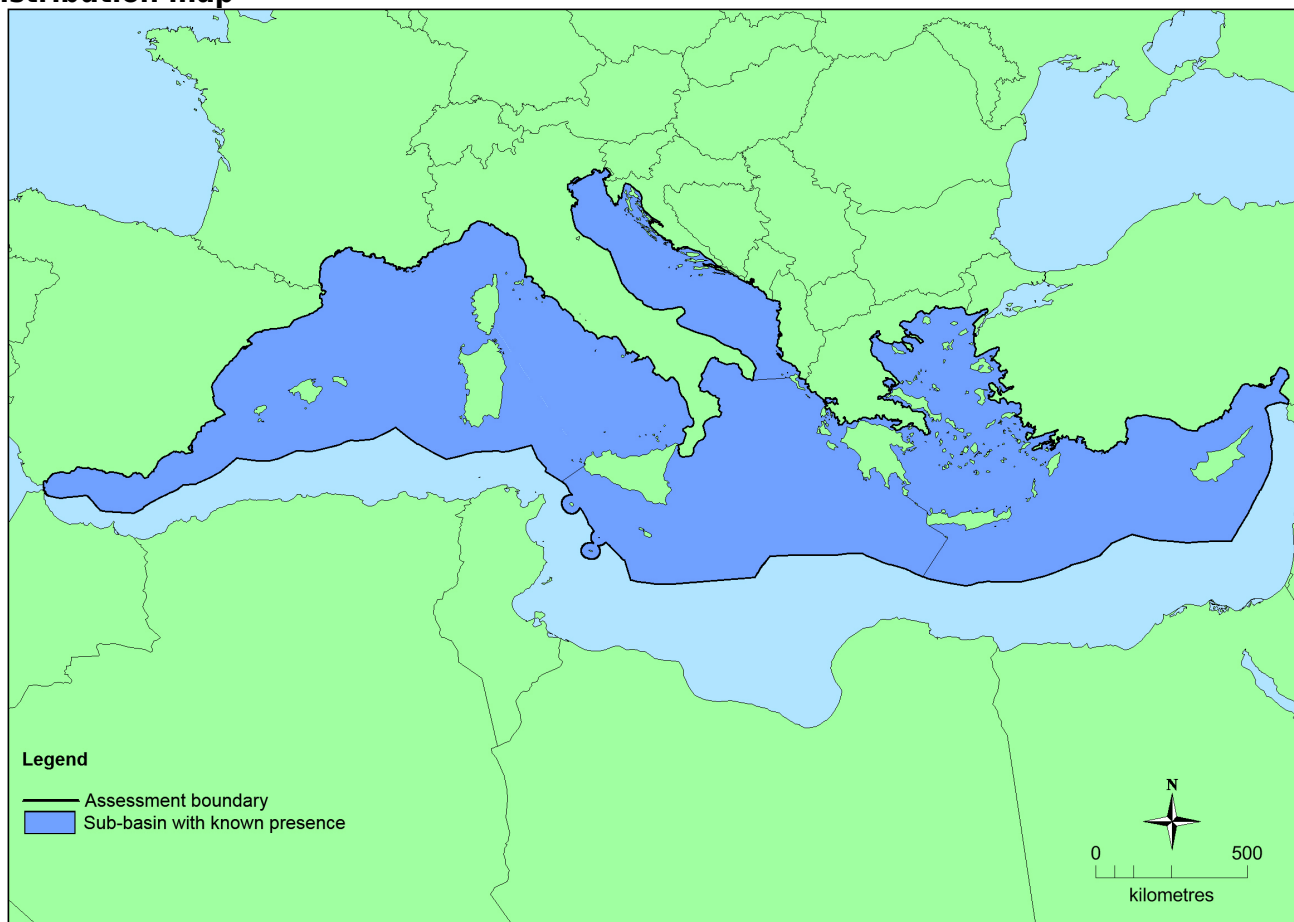 Legend
Assessment boundary
Sub-basin with known presence
N
0 500
kilometres